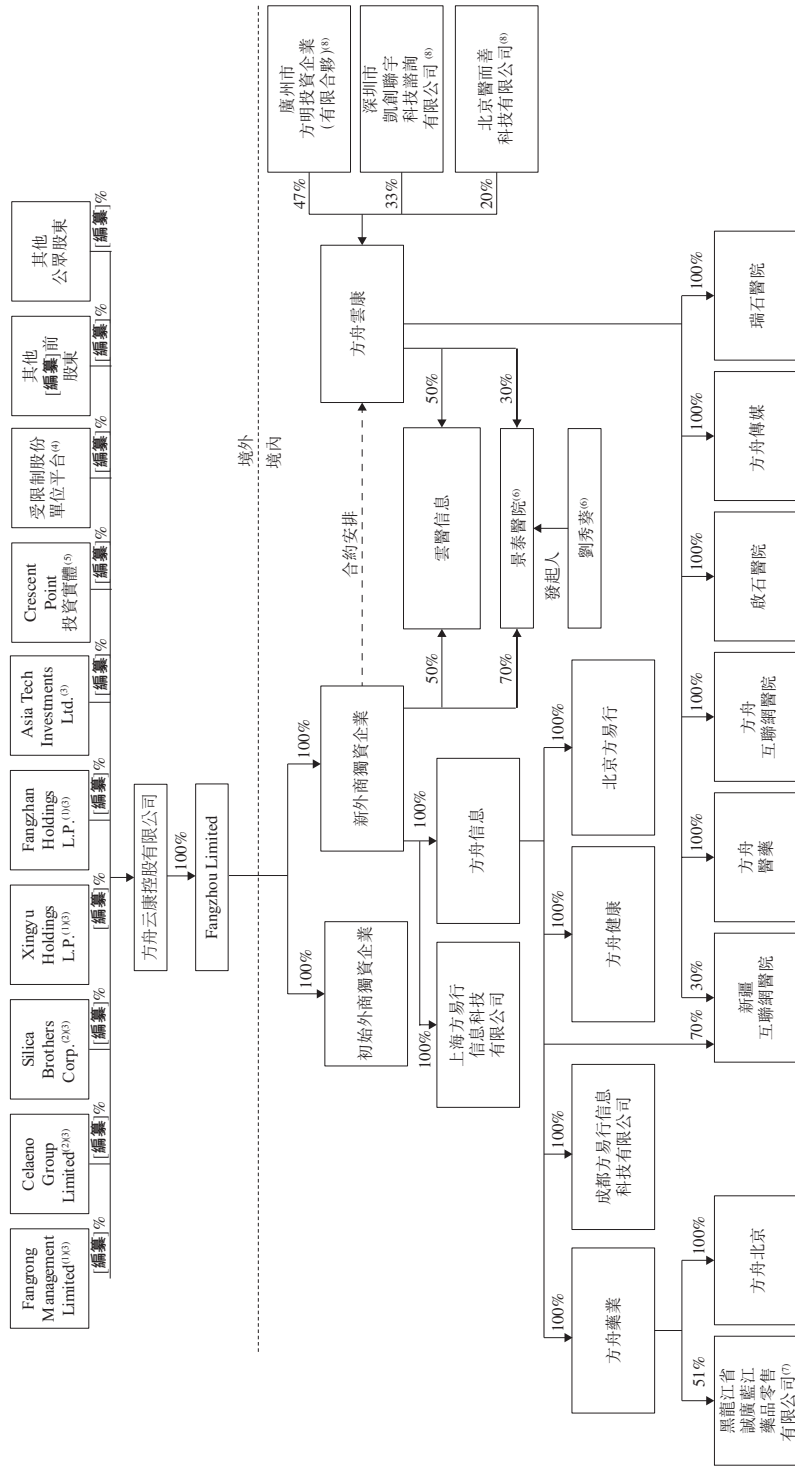 Fangrong
Management
Limited(1)(3)
[編纂]%
Celaeno
Group
Limited(2)(3)
[編纂]%
Silica
Brothers
Corp.(2)(3)
[編纂]%
Xingyu
Holdings
L.P.(1)(3)
[編纂]%
Fangzhan
Holdings
L.P.(1)(3)
[編纂]%
Asia Tech
Investments
Ltd.(3)
[編纂]%
Crescent
Point
投資實體(5)
[編纂]%
受限制股份
單位平台(4)
[編纂]%
其他
[編纂]前
股東
[編纂]%
其他
公眾股東
[編纂]%
方舟云康控股有限公司
100%
Fangzhou Limited
境外
境內
100%
初始外商獨資企業
100%
新外商獨資企業
合約安排
方舟雲康
47%
廣州市
方明投資企業
(有限合夥)(8)
33%
深圳市
凱創聯宇
科技諮詢
有限公司(8)
20%
北京醫而善
科技有限公司(8)
100%
上海方易行
信息科技
有限公司
100%
方舟信息
50%
50%
雲醫信息
70%
30%
景泰醫院(6)
發起人
劉秀葵(6)
100%
方舟藥業
100%
成都方易行信息
科技有限公司
100%
方舟健康
100%
北京方易行
51%
黑龍江省
誠廣藍江
藥品零售
有限公司(7)
100%
方舟北京
70%
30%
新疆
互聯網醫院
100%
方舟
醫藥
100%
方舟
互聯網醫院
100%
啟石醫院
100%
方舟傳媒
100%
瑞石醫院